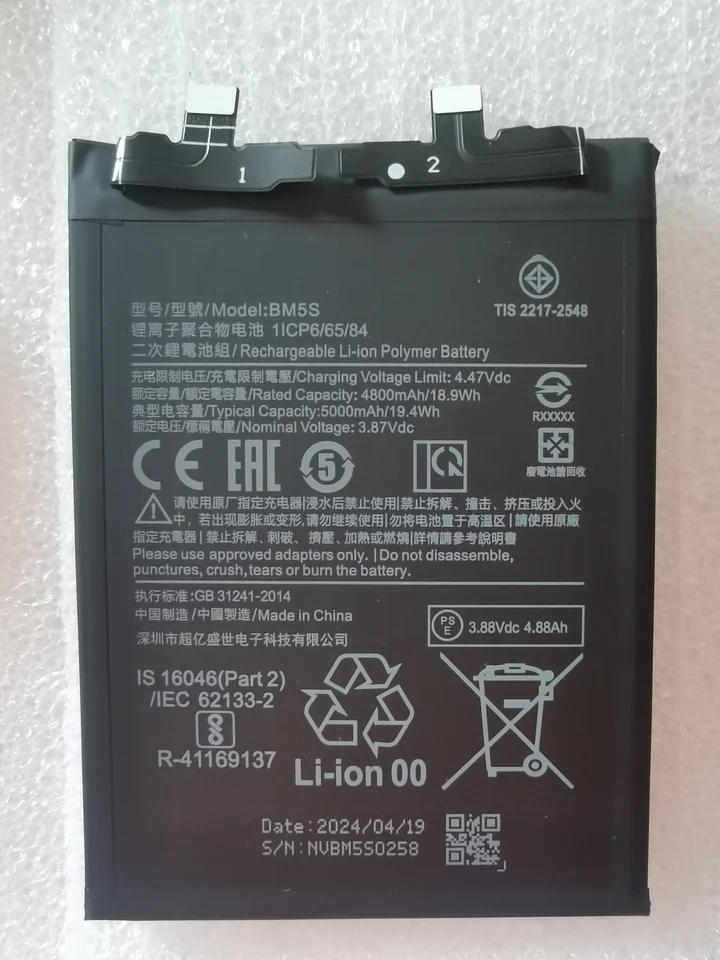 1
2
TIS 2217-2548
型号/型號/Model:BM5S
锂离子聚合物电池 1ICP6/65/84
二次鋰電池組/Rechargeable Li-ion Polymer Battery
充电限制电压/充電限制電壓/Charging Voltage Limit: 4.47Vdc
额定容量/額定電容量/Rated Capacity: 4800mAh/18.9Wh
典型电容量/Typical Capacity:5000mAh/19.4Wh
额定电压/標稱電壓/Nominal Voltage: 3.87Vdc
RXXXXX
廢電池請回收
CE EAC 5
请使用原厂指定充电器|浸水后禁止使用|禁止拆解、撞击、挤压或投入火
中，若出现膨胀或变形,请勿继续使用|勿将电池置于高温区|請使用原廠
指定充電器|禁止拆解、刺破、擠壓、加熱或燃燒|詳情請參考說明書
Please use approved adapters only. |Do not disassemble,
punctures, crush,tears or burn the battery.
执行标准:GB 31241-2014
中国制造/中國製造/Made in China
深圳市超亿盛世电子科技有限公司
PS
E
3.88Vdc 4.88Ah
IS 16046(Part 2)
/IEC 62133-2
R-41169137
Li-ion 00
Date:2024/04/19
S/N:NVBM5S0258